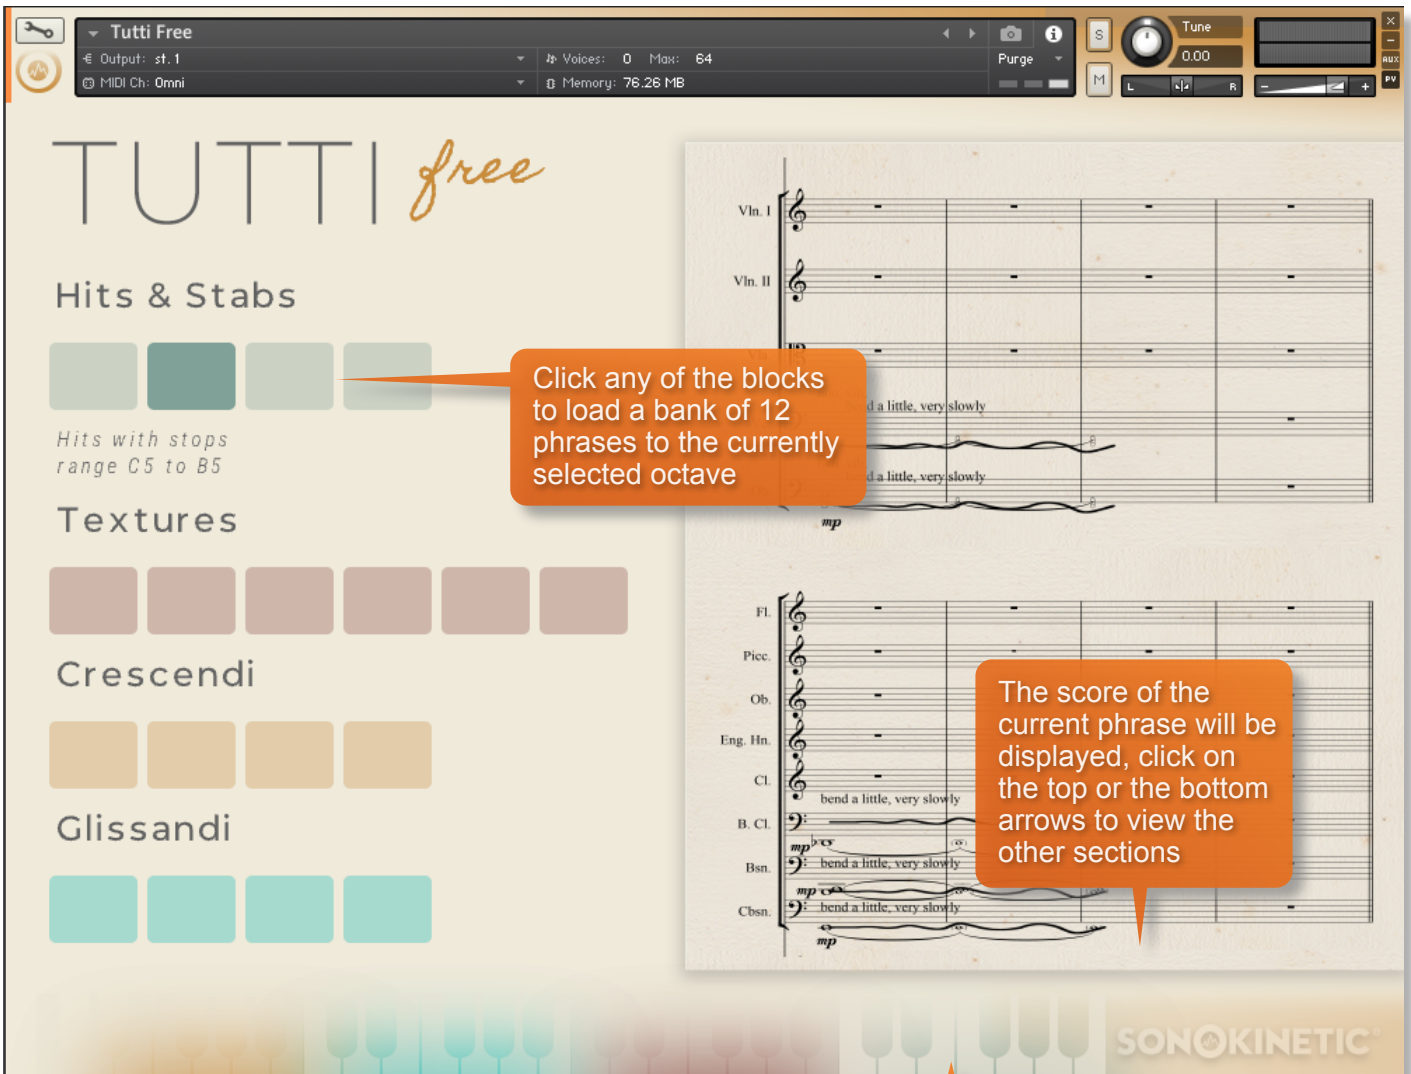 Tutti Free
Output: st.1
Voices: 0 Max: 64
Purge
MIDI Ch: Omni
Memory: 76.26 MB
S
M
Tune
0.00
L
R
AUX
PV
TUTTI free
Hits & Stabs
Hits with stops
range C5 to B5
Textures
Crescendi
Glissandi
Click any of the blocks
to load a bank of 12
phrases to the currently
selected octave
Vln. I
Vln. II
Vla.
a little, very slowly
a little, very slowly
mp
Fl.
Picc.
Ob.
Eng. Hn.
Cl.
bend a little, very slowly
B. Cl.
mp
bend a little, very slowly
Bsn.
mp
bend a little, very slowly
Cbsn.
mp
The score of the
current phrase will be
displayed, click on
the top or the bottom
arrows to view the
other sections
SONOKINETIC